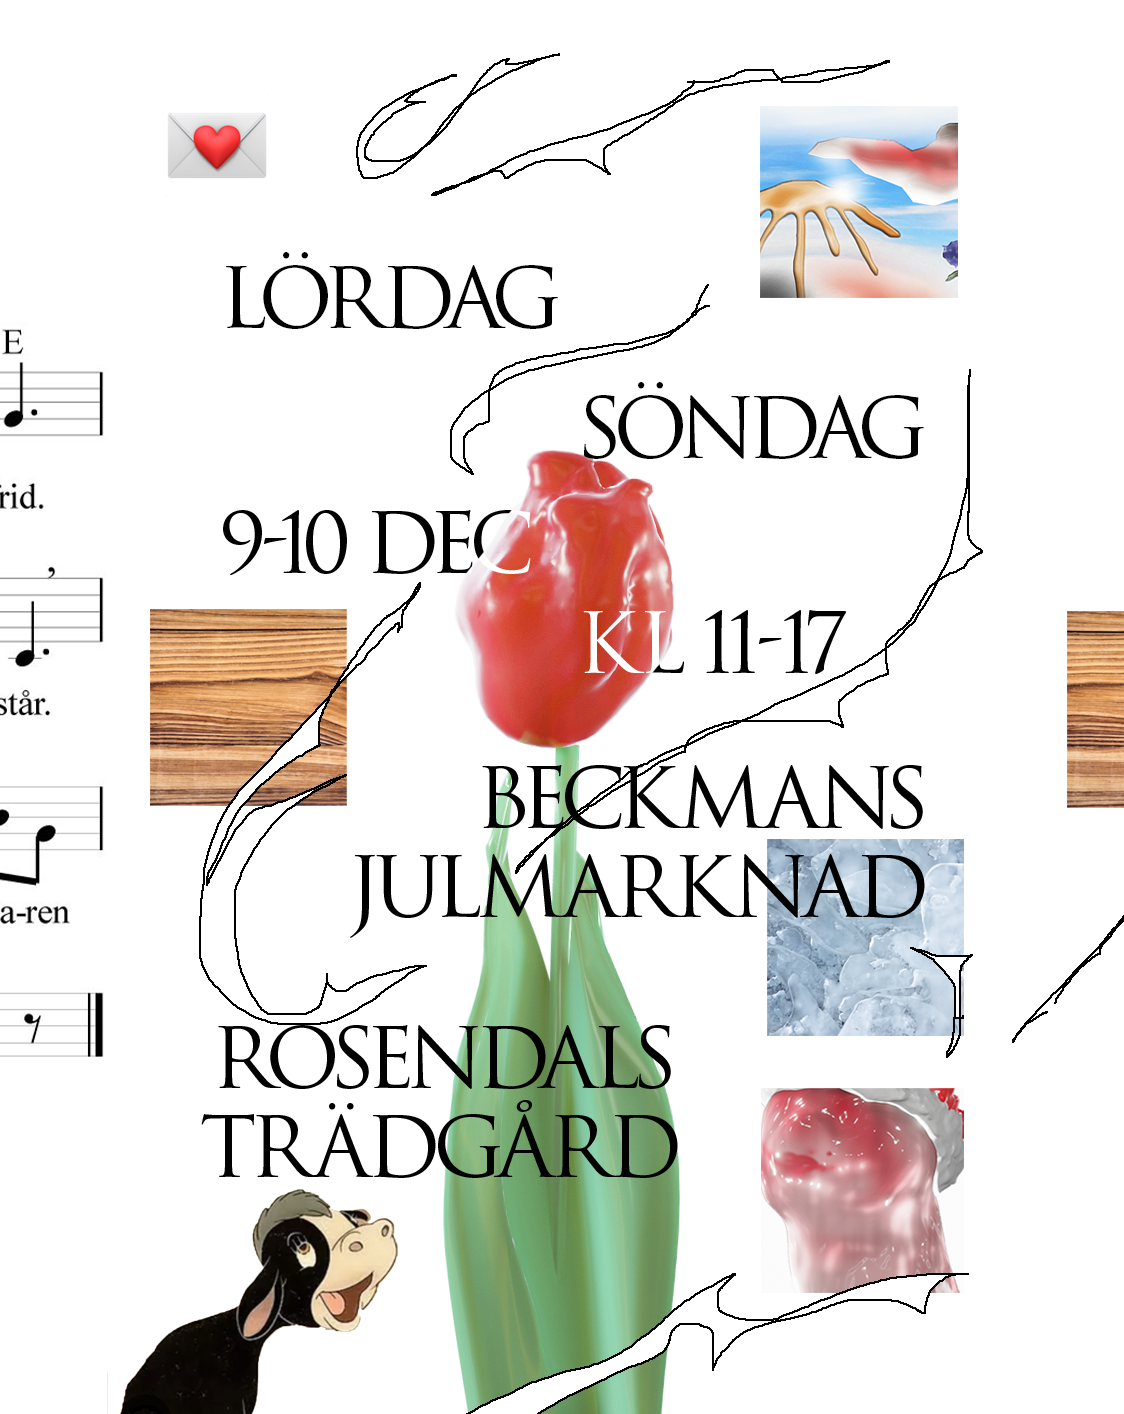 LÖRDAG
SÖNDAG
9-10 DEC
KL 11-17
BECKMANS
JULMARKNAD
ROSENDALS
TRÄDGÅRD
E
rid.
,
står.
a-ren